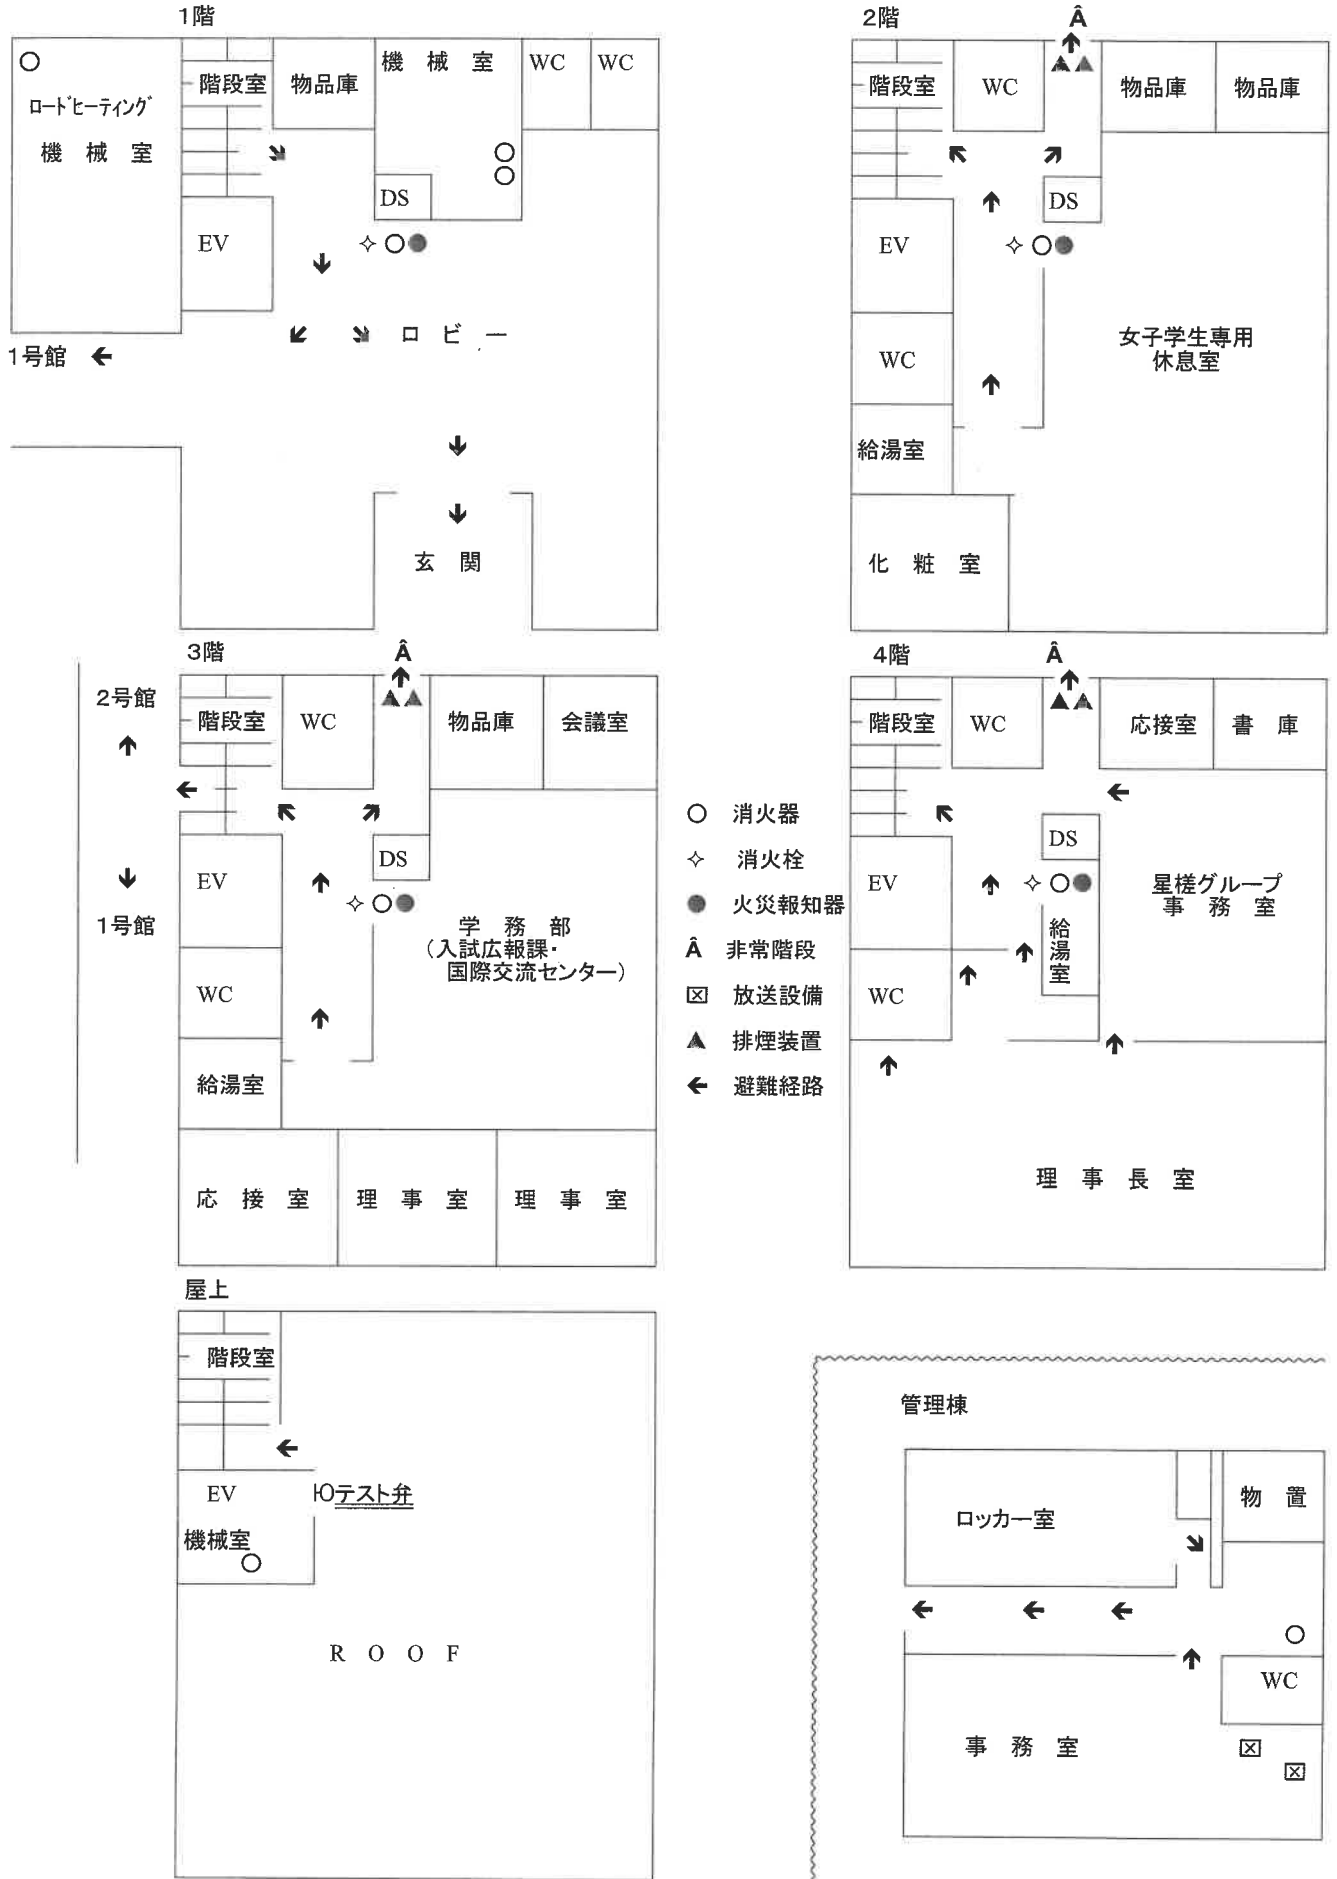 1階
ロードヒーティング
機械室
階段室
物品庫
機械室
WC
WC
DS
EV
ロビー
1号館
玄関
2階
Â
階段室
WC
物品庫
物品庫
DS
EV
WC
女子学生専用
休息室
給湯室
化粧室
2号館
1号館
3階
Â
階段室
WC
物品庫
会議室
DS
EV
学務部
(入試広報課・
国際交流センター)
WC
給湯室
応接室
理事室
理事室
消火器
消火栓
火災報知器
Â 非常階段
放送設備
排煙装置
避難経路
4階
Â
階段室
WC
応接室
書庫
DS
EV
星槎グループ
事務室
給湯室
WC
理事長室
屋上
階段室
EV
機械室
テスト弁
ROOF
管理棟
ロッカー室
物置
WC
事務室